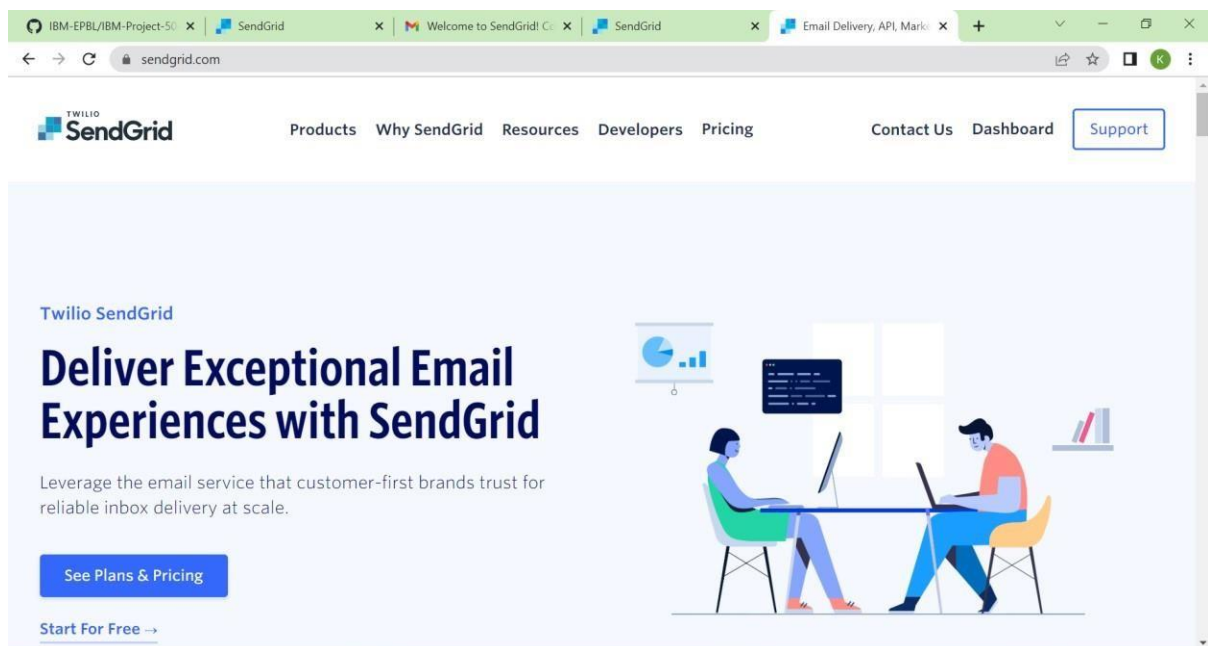 IBM-EPBL/IBM-Project-50 SendGrid Welcome to SendGrid! Co SendGrid Email Delivery, API, Mark
sendgrid.com K
TWILIO
SendGrid
Products Why SendGrid Resources Developers Pricing Contact Us Dashboard Support
Twilio SendGrid
Deliver Exceptional Email
Experiences with SendGrid
Leverage the email service that customer-first brands trust for
reliable inbox delivery at scale.
See Plans & Pricing
Start For Free →